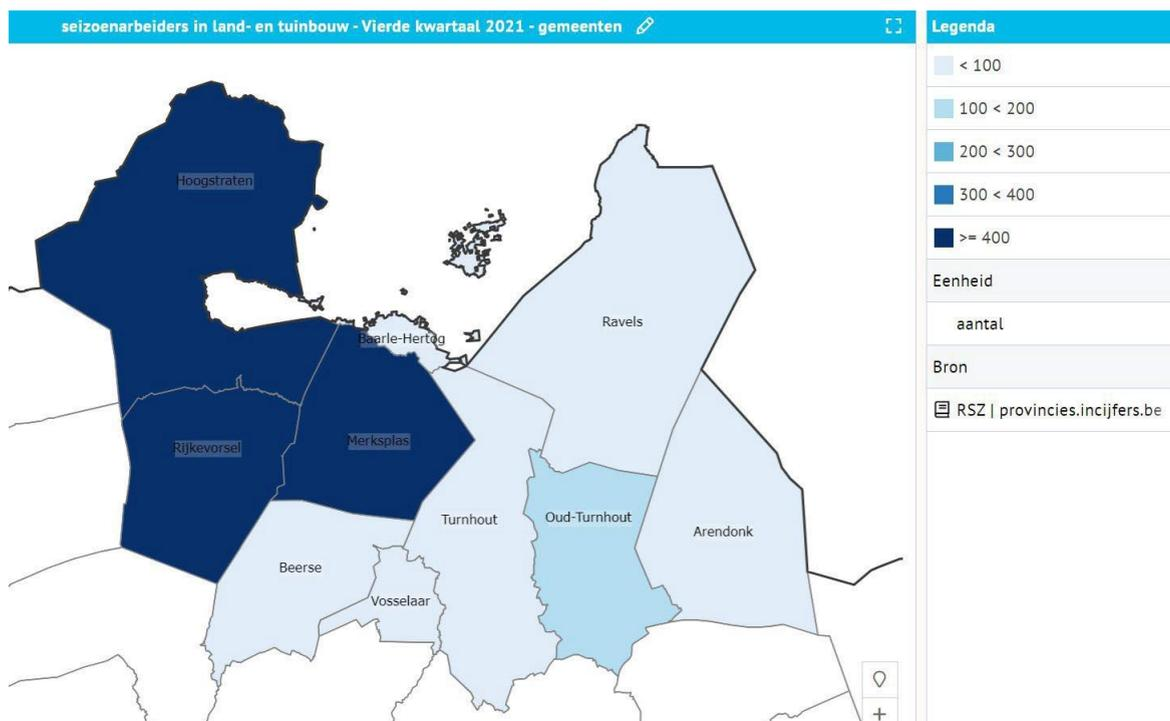 seizoenarbeiders in land- en tuinbouw - Vierde kwartaal 2021 - gemeenten
Hoogstraten
Baarle-Hertog
Ravels
Rijkevorsel
Merksplas
Turnhout
Oud-Turnhout
Arendonk
Beerse
Vosselaar
+
Legenda
< 100
100 < 200
200 < 300
300 < 400
>= 400
Eenheid
aantal
Bron
RSZ | provincies.incijfers.be